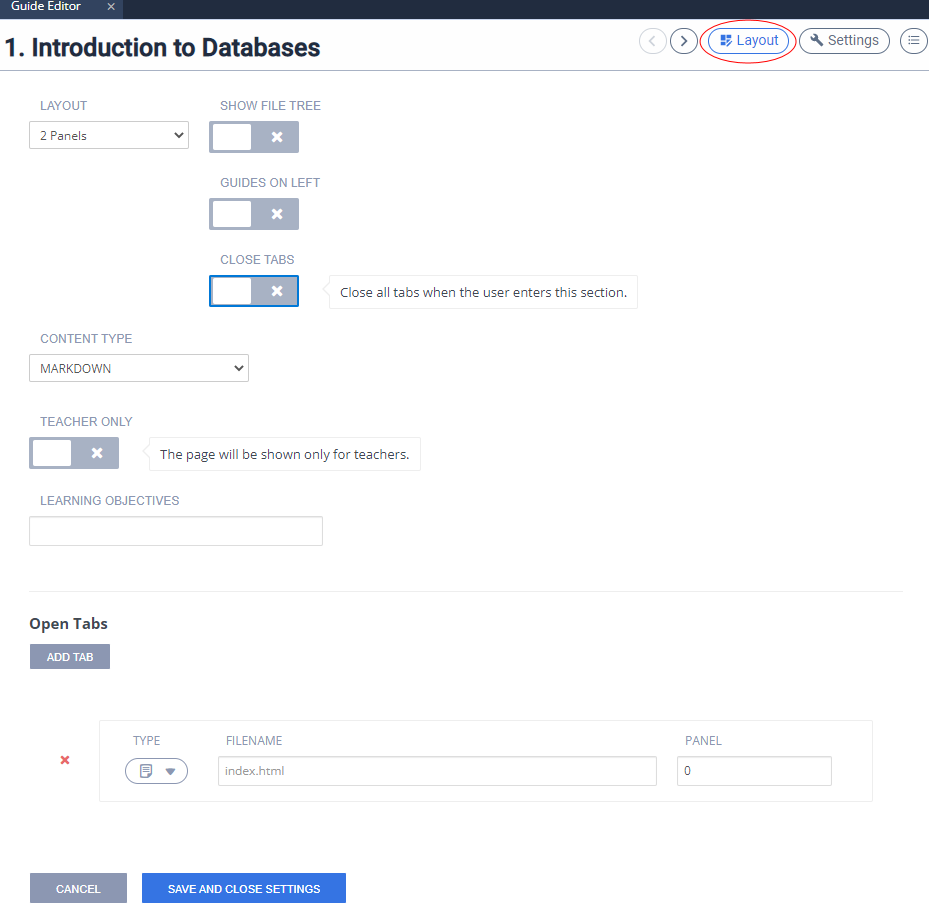 Guide Editor
1. Introduction to Databases
Layout
Settings
LAYOUT
SHOW FILE TREE
2 Panels
GUIDES ON LEFT
CLOSE TABS
Close all tabs when the user enters this section.
CONTENT TYPE
MARKDOWN
TEACHER ONLY
The page will be shown only for teachers.
LEARNING OBJECTIVES
Open Tabs
ADD TAB
TYPE
FILENAME
PANEL
index.html
0
CANCEL
SAVE AND CLOSE SETTINGS